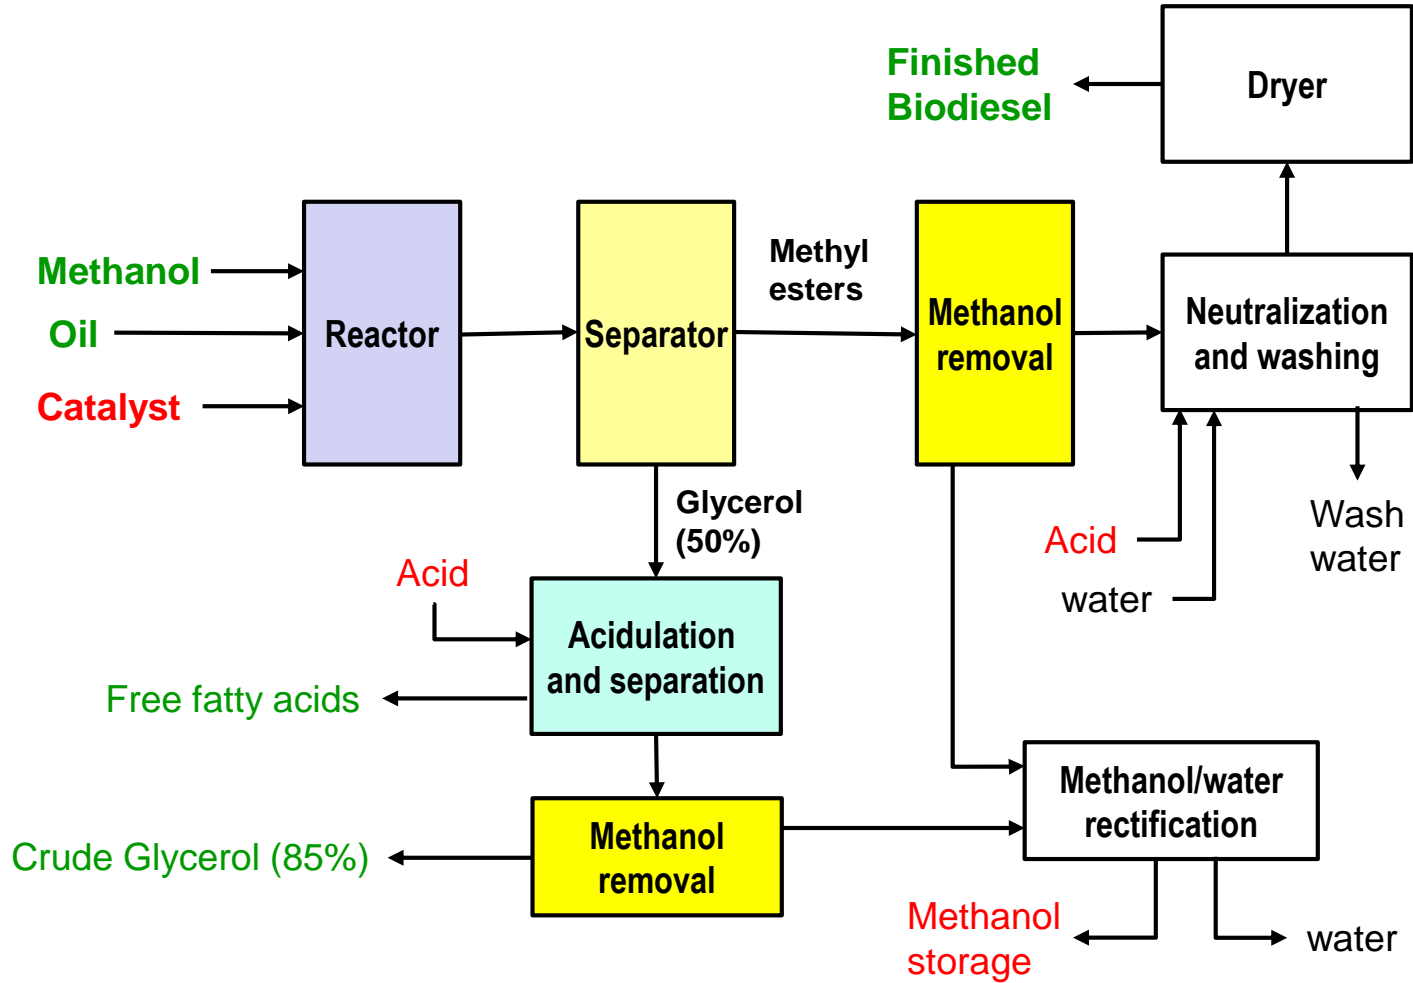 Finished
Biodiesel
Dryer
Methanol
Oil
Catalyst
Reactor
Separator
Methyl
esters
Methanol
removal
Neutralization
and washing
Glycerol
(50%)
Acid
water
Wash
water
Acid
Acidulation
and separation
Free fatty acids
Methanol
removal
Crude Glycerol (85%)
Methanol/water
rectification
Methanol
storage
water